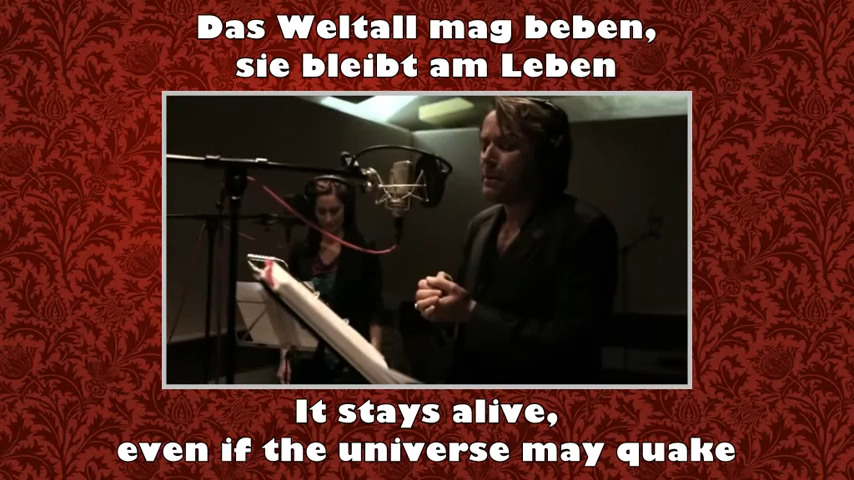 Das Weltall mag beben,
sie bleibt am Leben
It stays alive,
even if the universe may quake